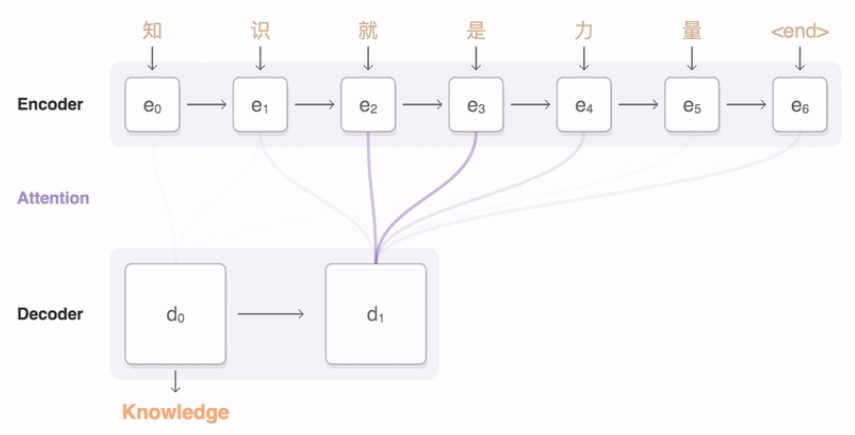 知 识 就 是 力 量 <end>
Encoder e₀ e₁ e₂ e₃ e₄ e₅ e₆
Attention
Decoder d₀ d₁
Knowledge